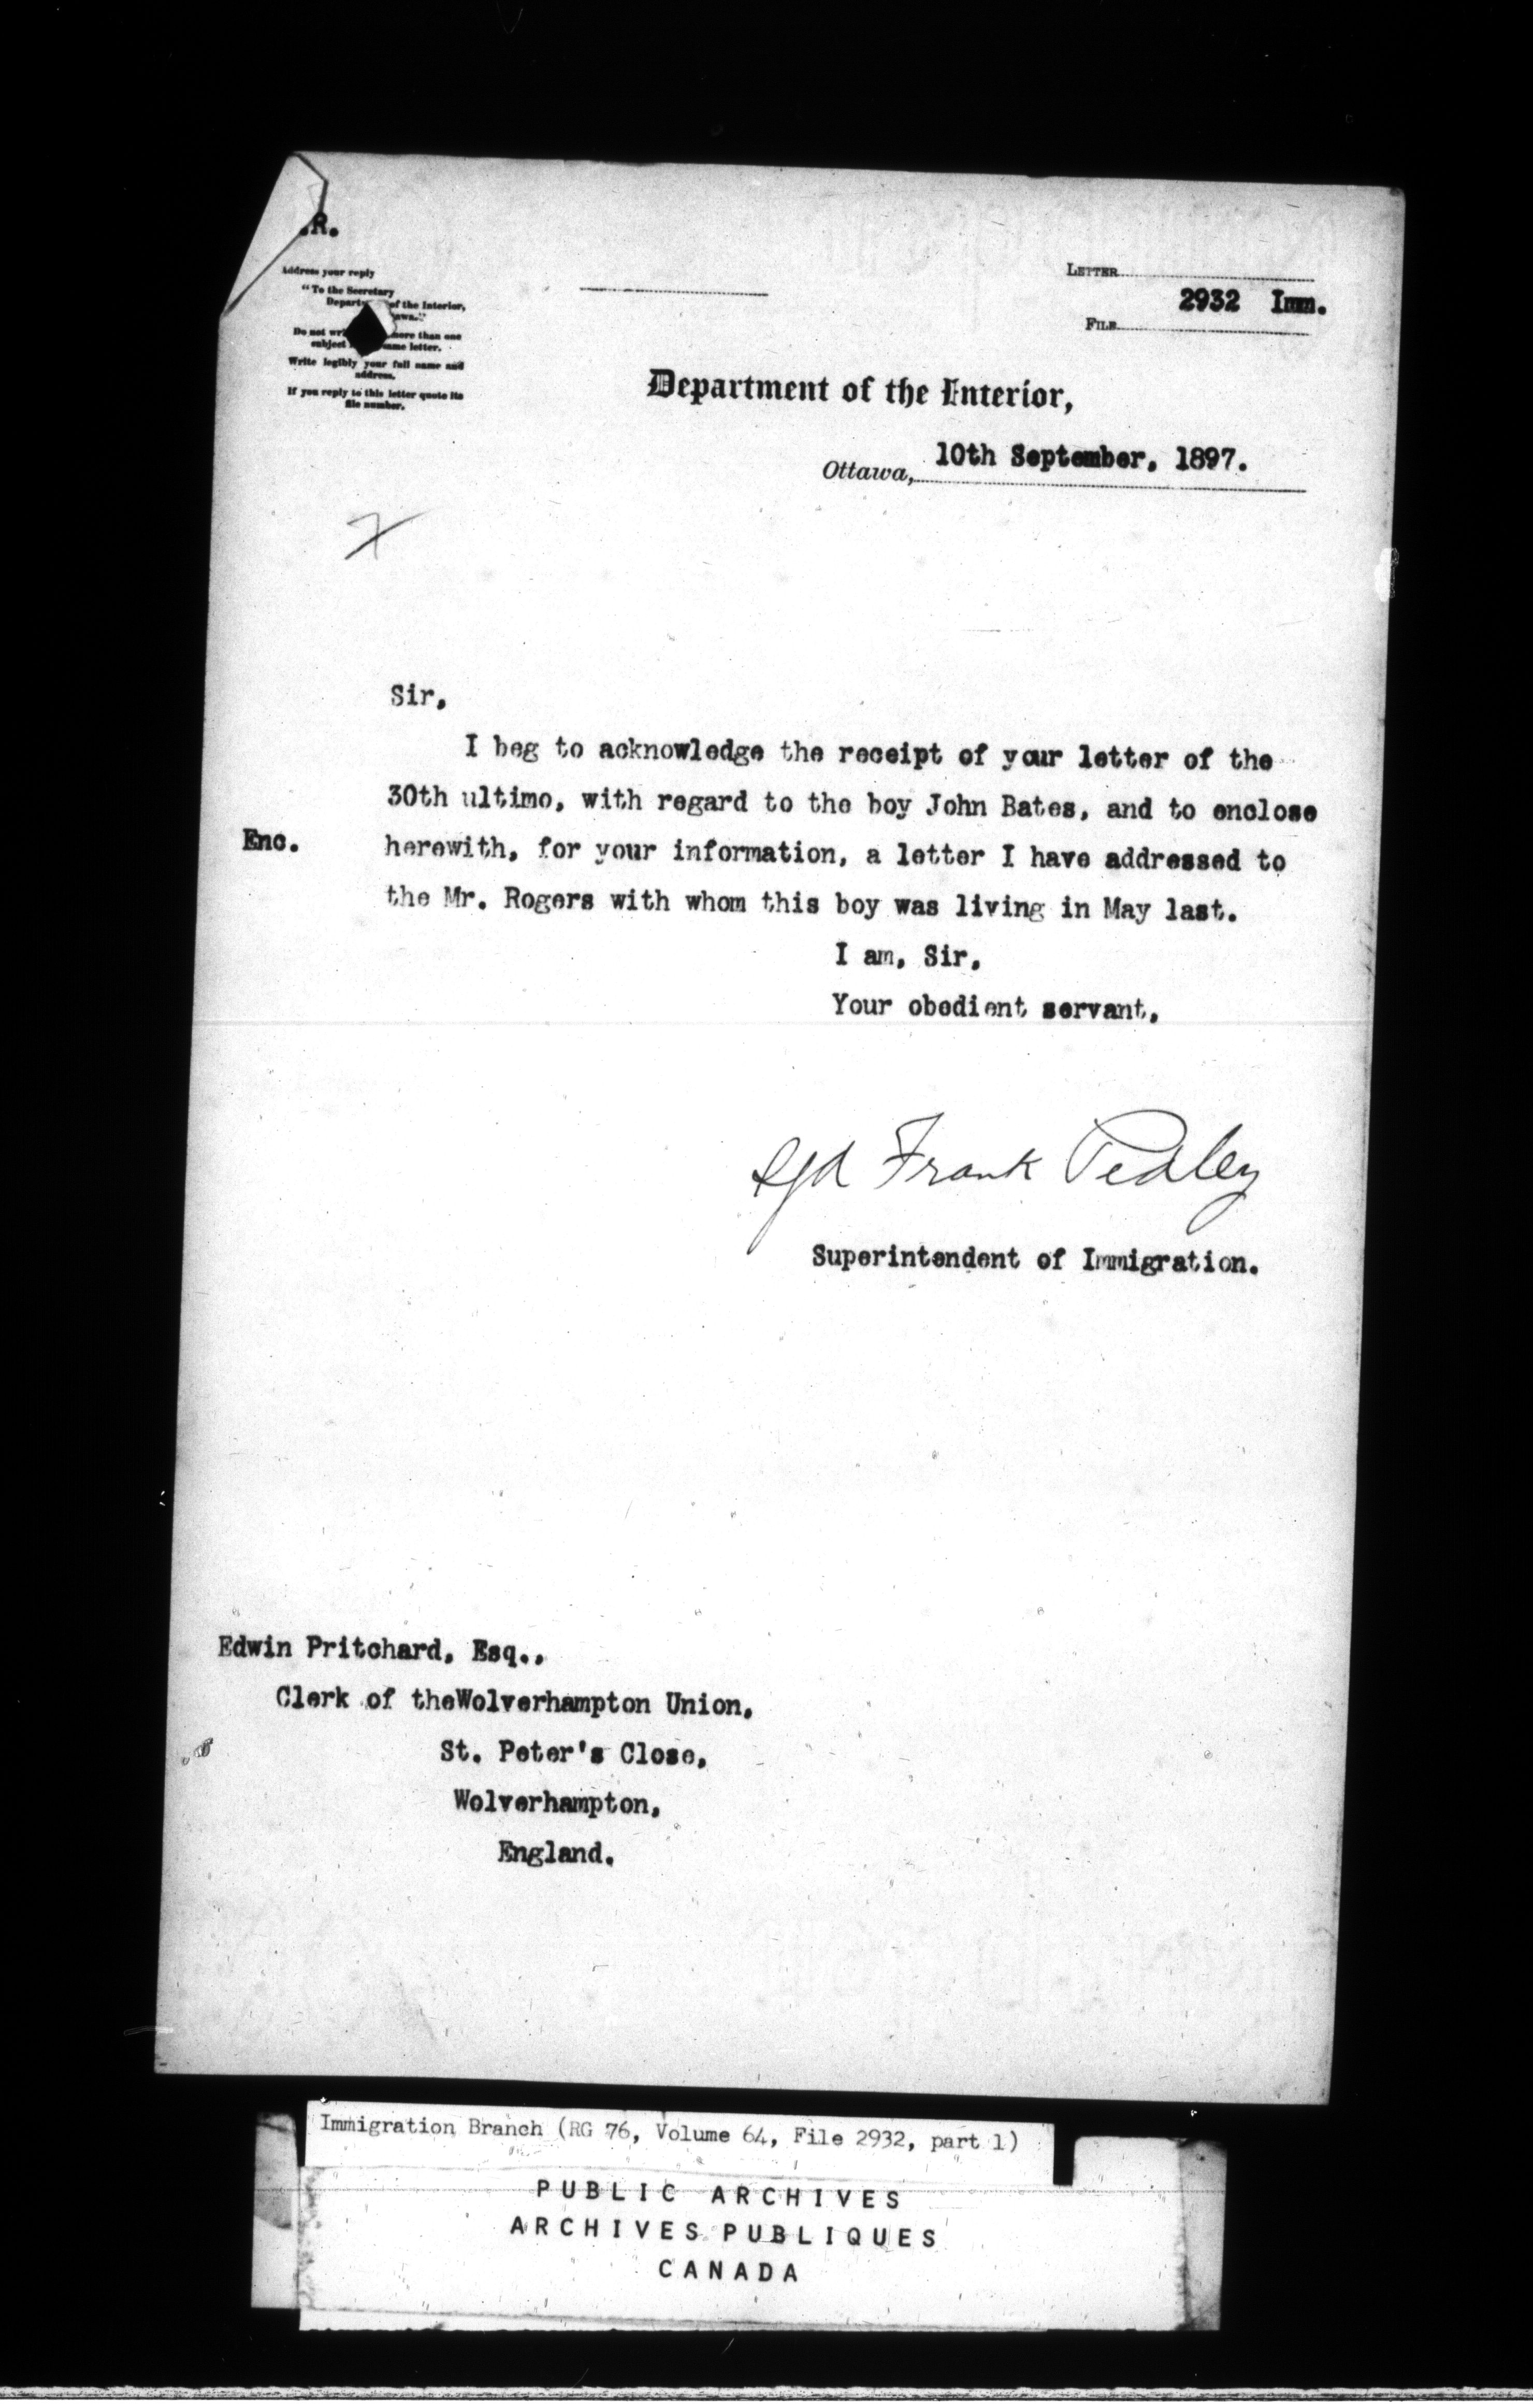 .R.
Address your reply
"To the Secretary
of the Interior,
Do not more than one
subject same letter.
Write legibly your full name and
address.
If you reply to this letter quote its
file number.
LETTER
2932 Imm.
FILE
Department of the Interior,
Ottawa, 10th September, 1897.
Sir,
I beg to acknowledge the receipt of your letter of the
30th ultimo, with regard to the boy John Bates, and to enclose
Enc. herewith, for your information, a letter I have addressed to
the Mr. Rogers with whom this boy was living in May last.
I am, Sir,
Your obedient servant,
Sgd Frank Pedley
Superintendent of Immigration.
Edwin Pritchard, Esq.,
Clerk of theWolverhampton Union,
St. Peter's Close,
Wolverhampton,
England.
Immigration Branch (RG 76, Volume 64, File 2932, part 1)
PUBLIC ARCHIVES
ARCHIVES PUBLIQUES
CANADA